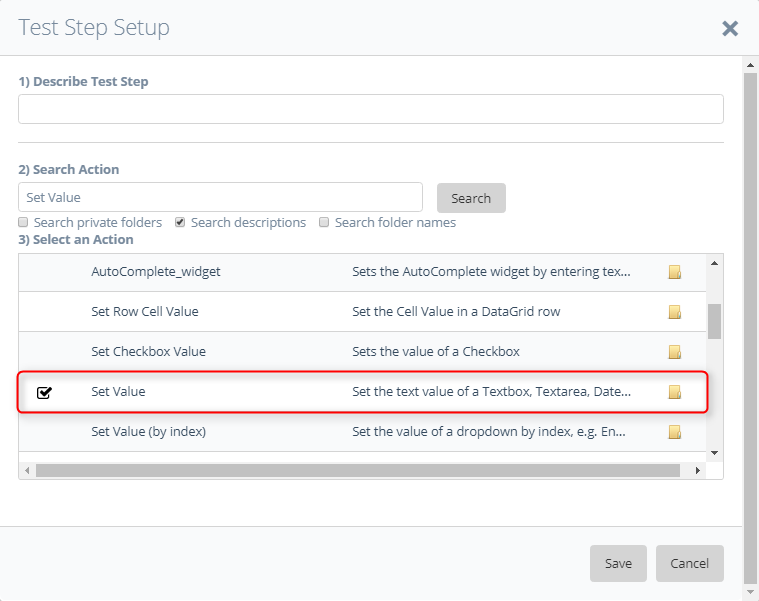 Test Step Setup
1) Describe Test Step
2) Search Action
Set Value
Search
Search private folders Search descriptions Search folder names
3) Select an Action
AutoComplete_widget Sets the AutoComplete widget by entering tex...
Set Row Cell Value Set the Cell Value in a DataGrid row
Set Checkbox Value Sets the value of a Checkbox
Set Value Set the text value of a Textbox, Textarea, Date...
Set Value (by index) Set the value of a dropdown by index, e.g. En...
Save Cancel